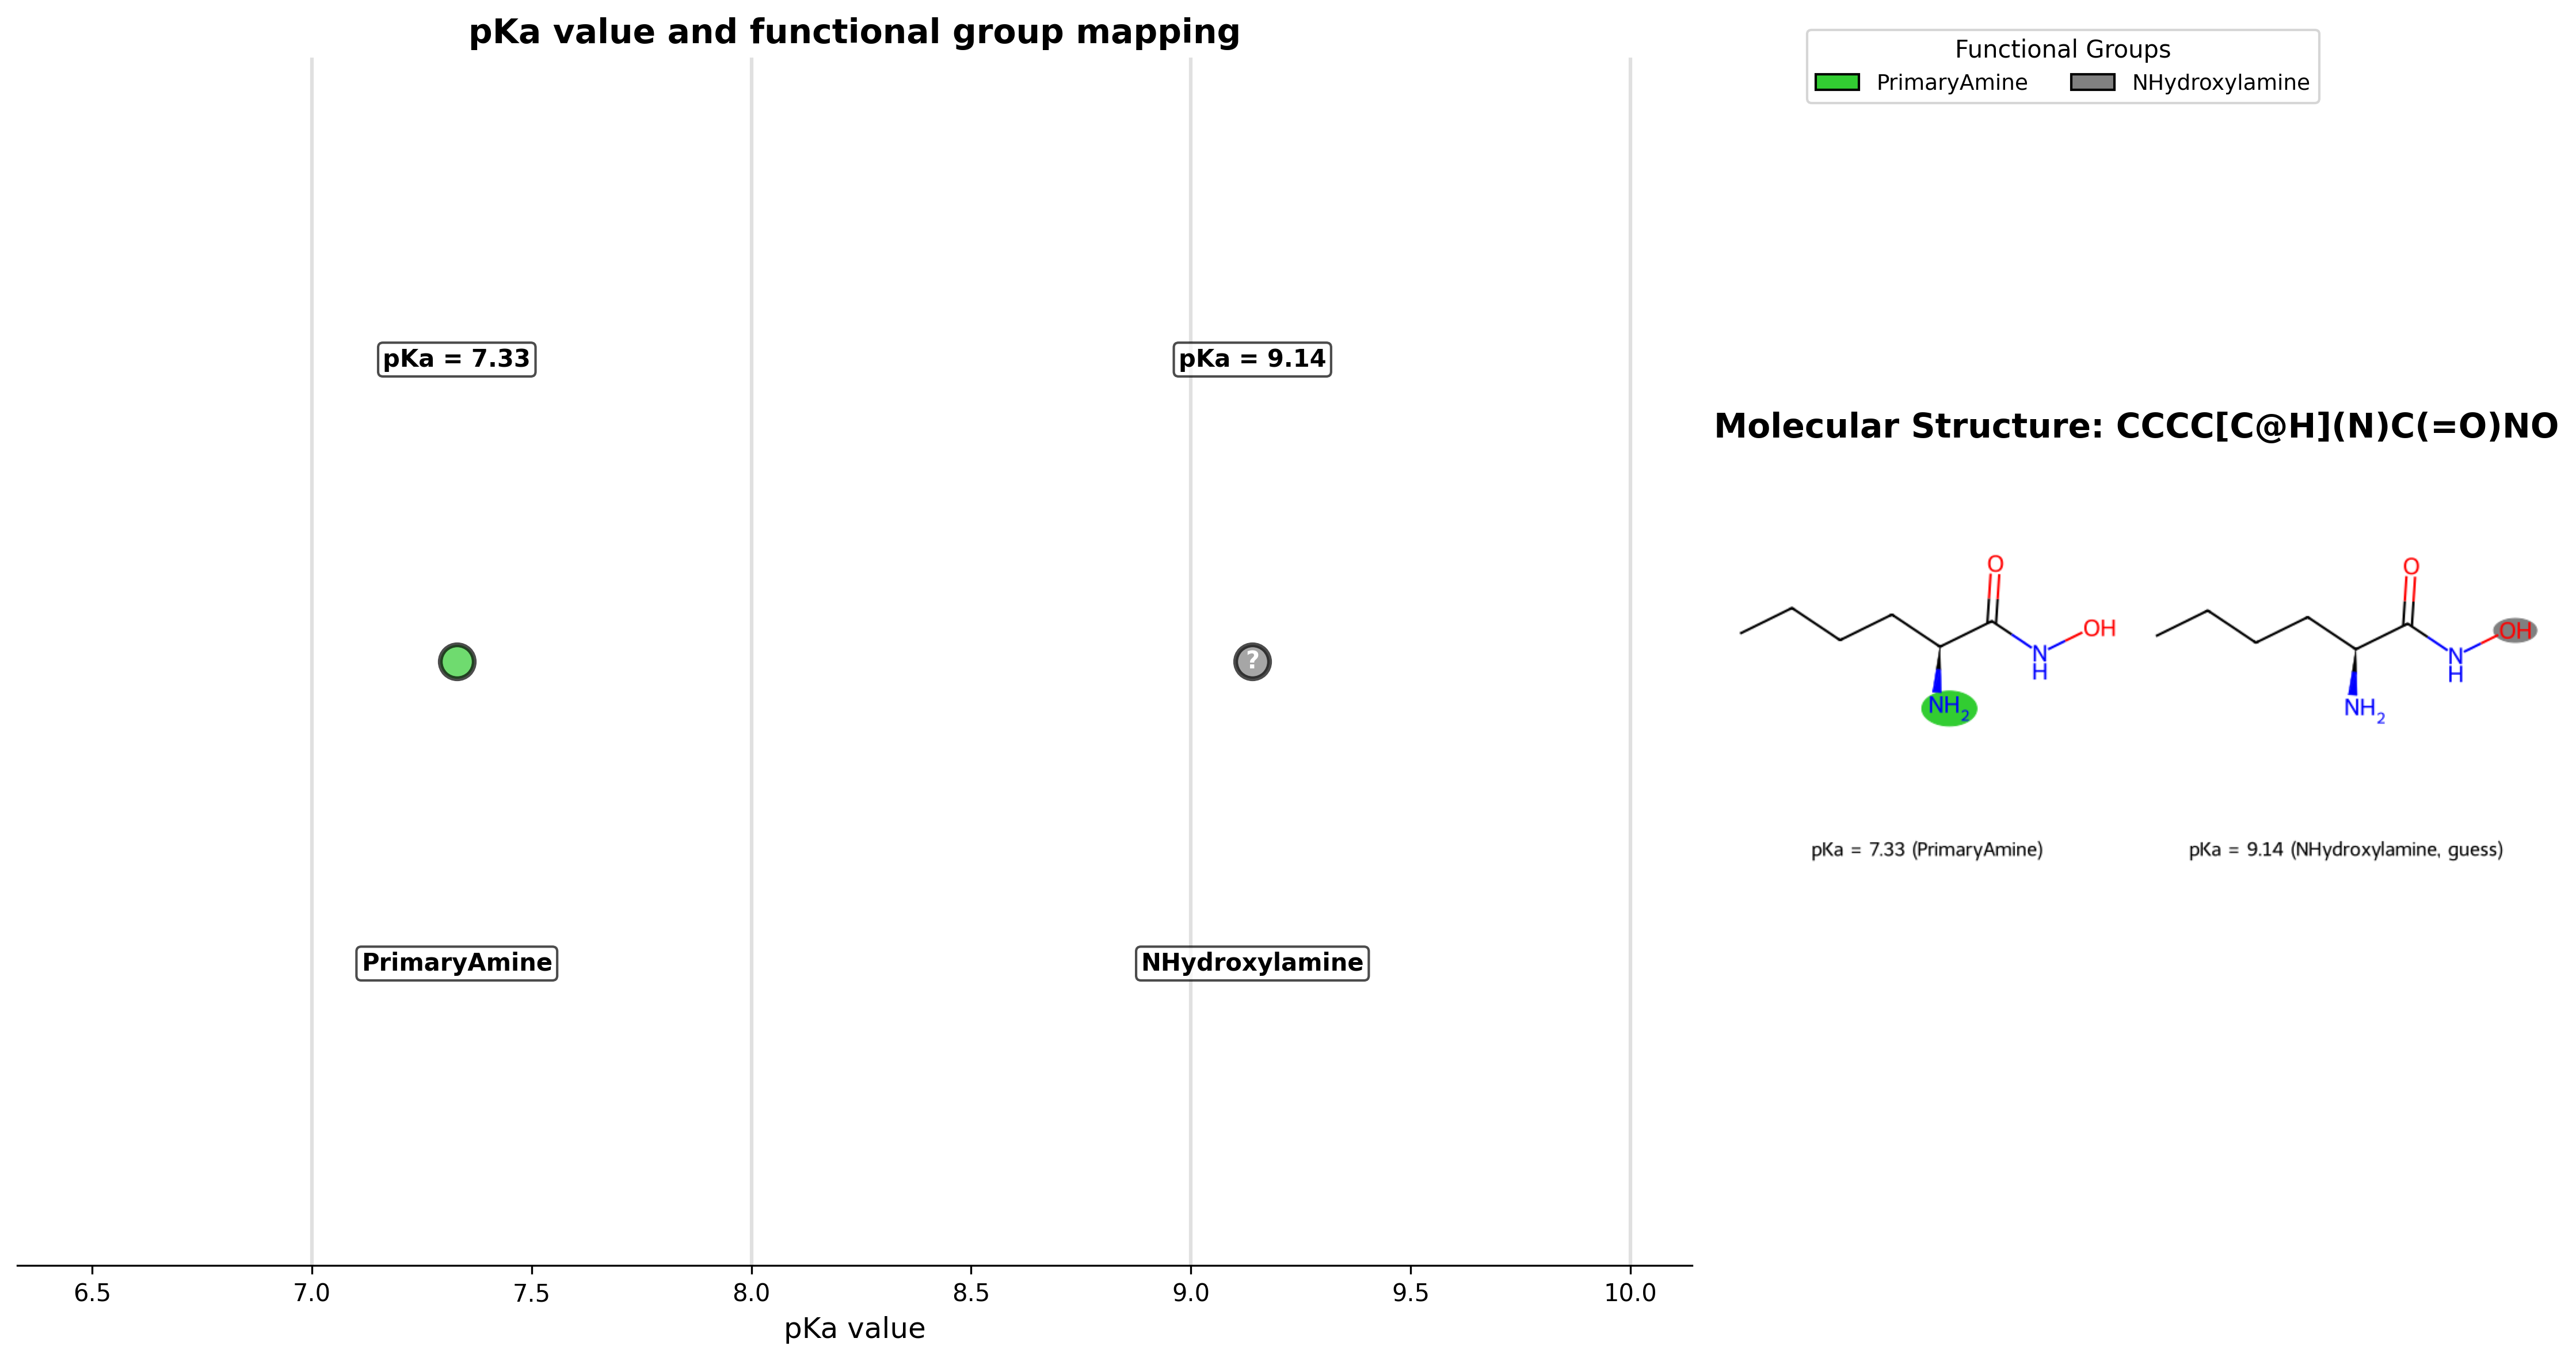 pKa value and functional group mapping
pKa = 7.33
pKa = 9.14
?
PrimaryAmine
NHydroxylamine
6.5
7.0
7.5
8.0
8.5
9.0
9.5
10.0
pKa value
Functional Groups
PrimaryAmine
NHydroxylamine
Molecular Structure: CCCC[C@H](N)C(=O)NO
O
OH
N
H
NH2
pKa = 7.33 (PrimaryAmine)
O
OH
N
H
NH2
pKa = 9.14 (NHydroxylamine, guess)